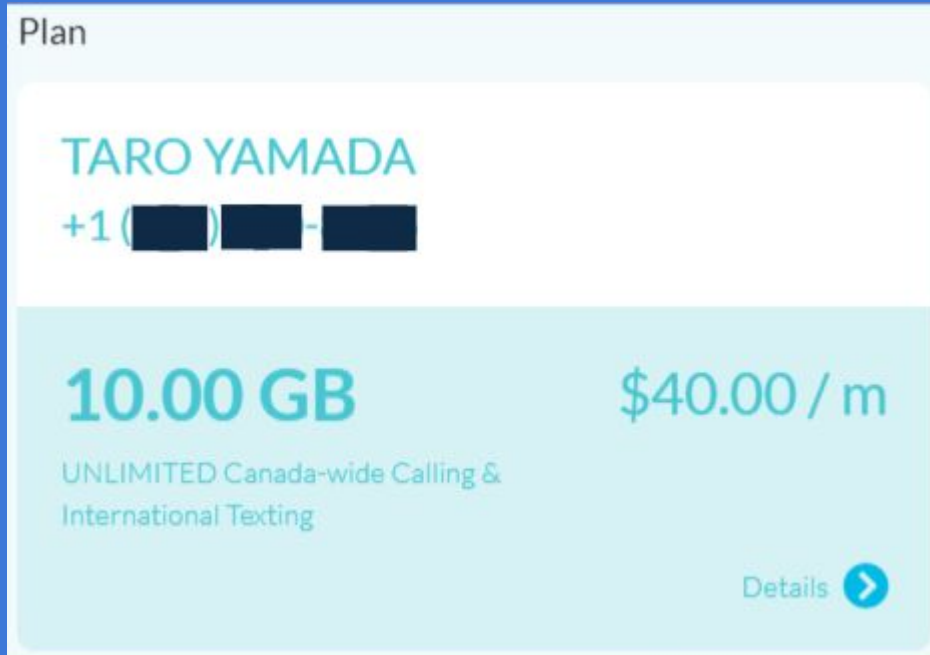 Plan
TARO YAMADA
+1 ( ) -
10.00 GB
$40.00 / m
UNLIMITED Canada-wide Calling &
International Texting
Details